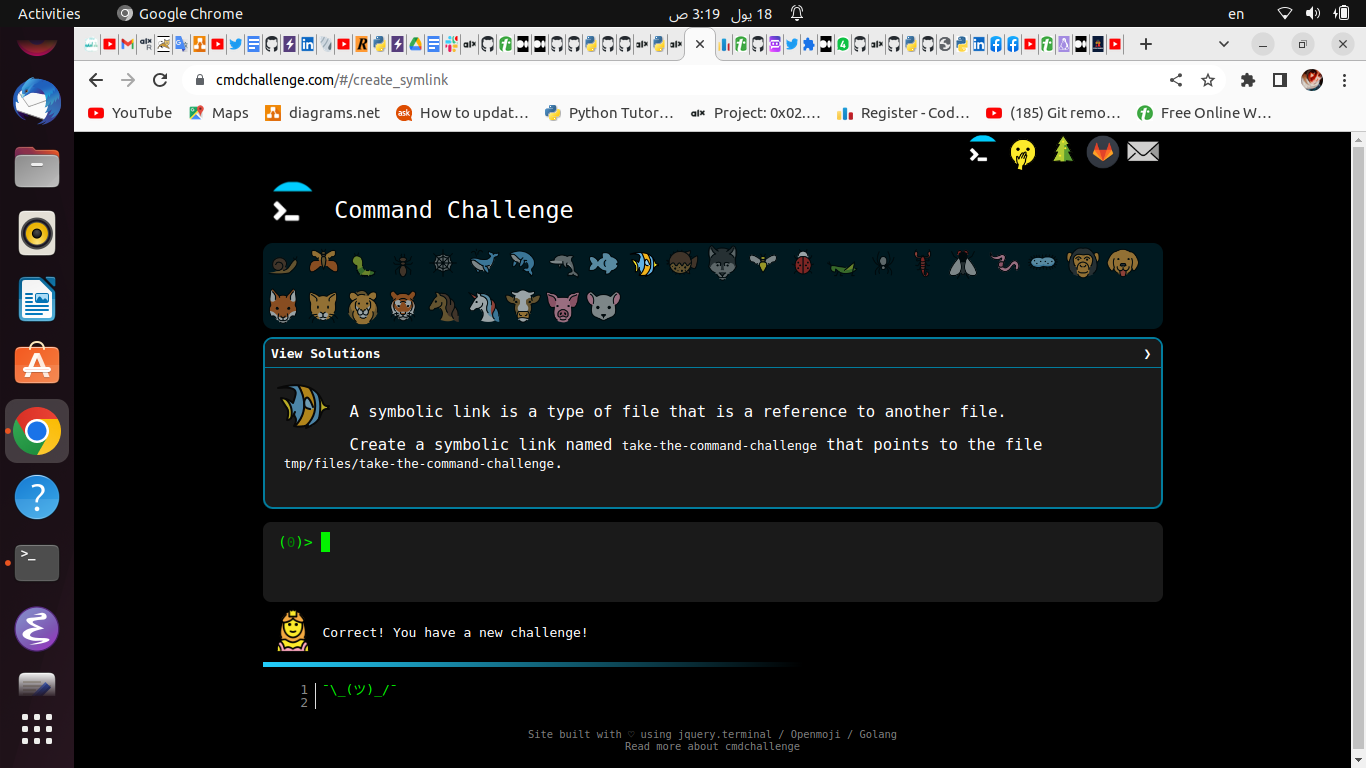 Activities
Google Chrome
18 يول 3:19 ص
en
cmdchallenge.com/#/create_symlink
YouTube
Maps
diagrams.net
How to updat…
Python Tutor…
Project: 0x02.…
Register - Cod…
(185) Git remo…
Free Online W…
Command Challenge
View Solutions
A symbolic link is a type of file that is a reference to another file.
Create a symbolic link named take-the-command-challenge that points to the file
tmp/files/take-the-command-challenge.
(0)>
Correct! You have a new challenge!
1 ¯\_(ツ)_/¯
2
Site built with ♡ using jquery.terminal / Openmoji / Golang
Read more about cmdchallenge